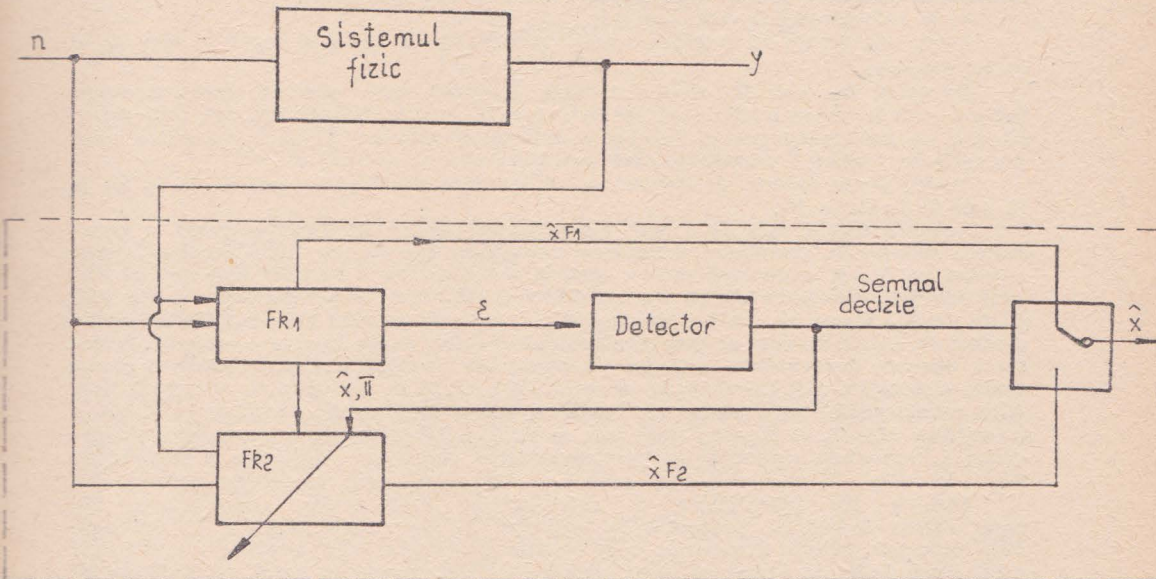 n
Sistemul
fizic
y
x̂F1
Fk1
ε
Detector
Semnal
decizie
x̂
x̂,π
Fk2
x̂F2